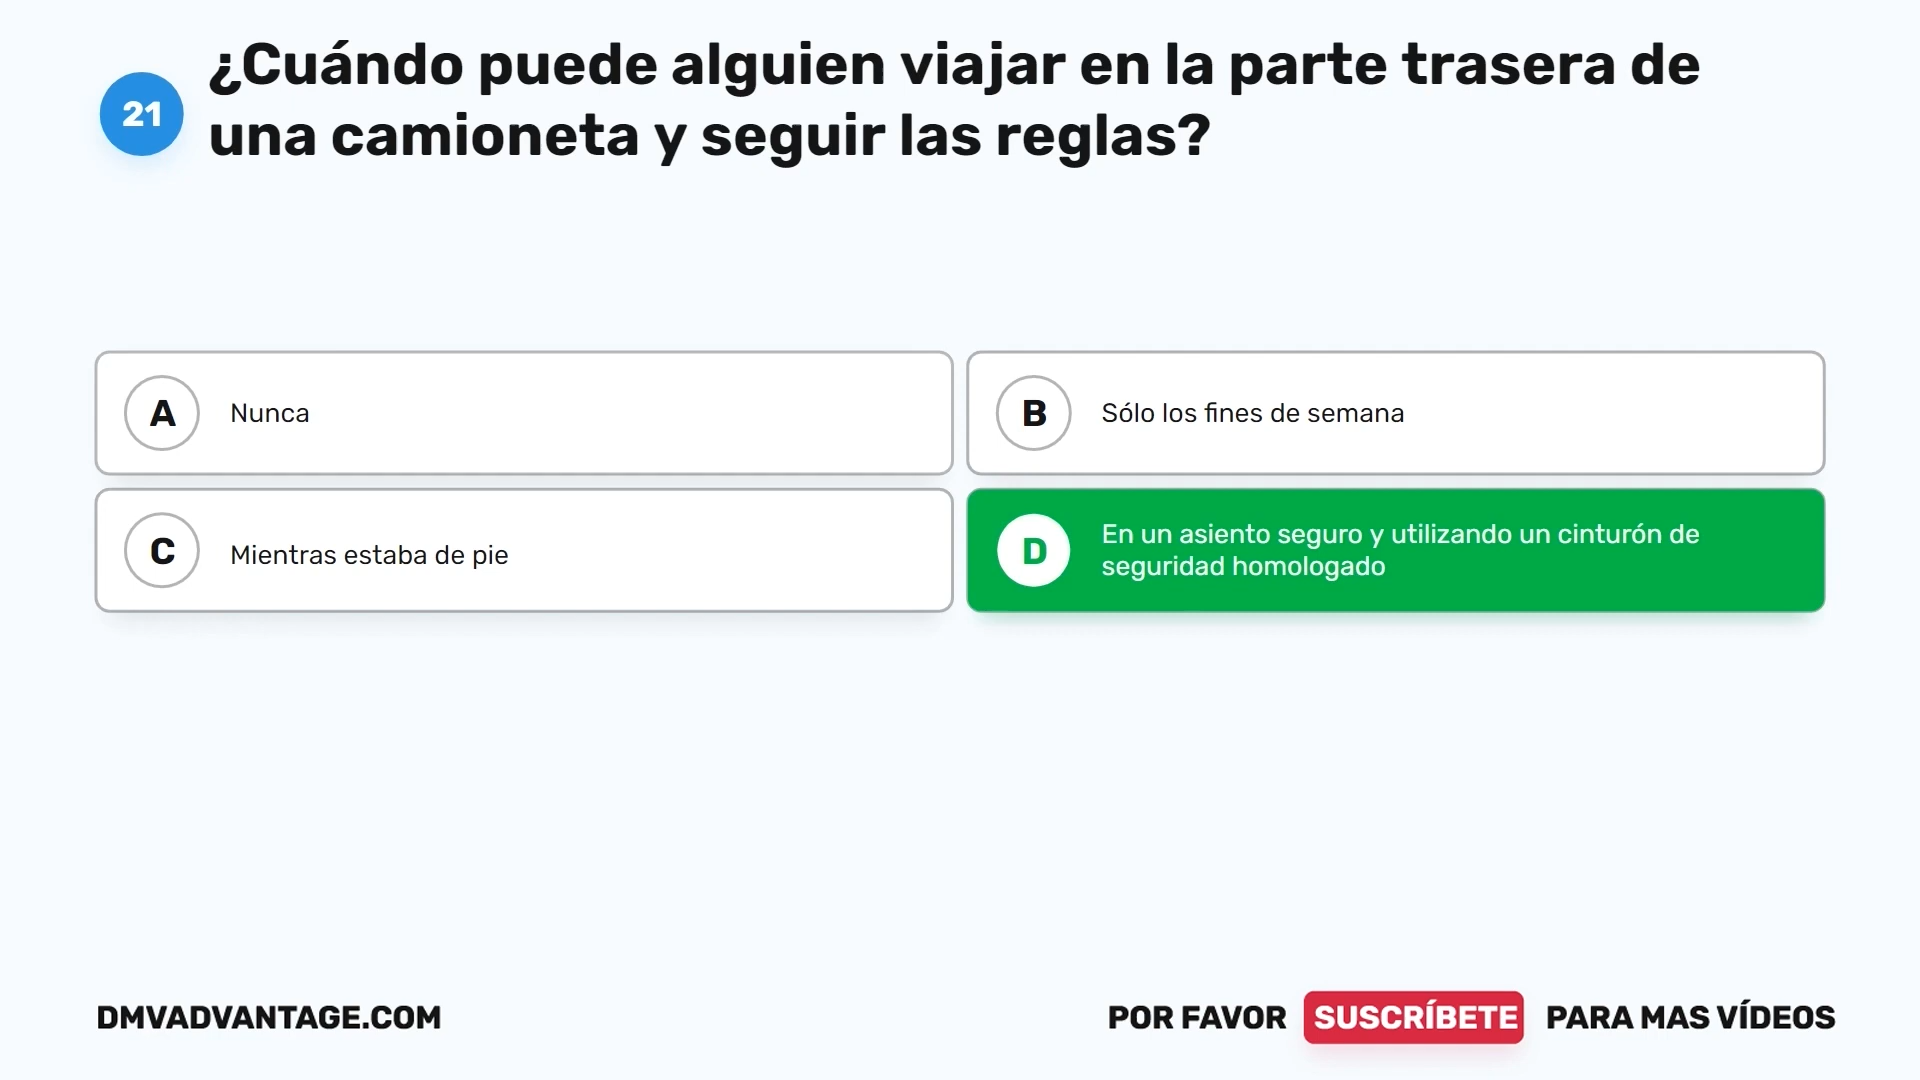 21
¿Cuándo puede alguien viajar en la parte trasera de
una camioneta y seguir las reglas?
A Nunca
B Sólo los fines de semana
C Mientras estaba de pie
D En un asiento seguro y utilizando un cinturón de
seguridad homologado
DMVADVANTAGE.COM
POR FAVOR SUSCRÍBETE PARA MAS VÍDEOS